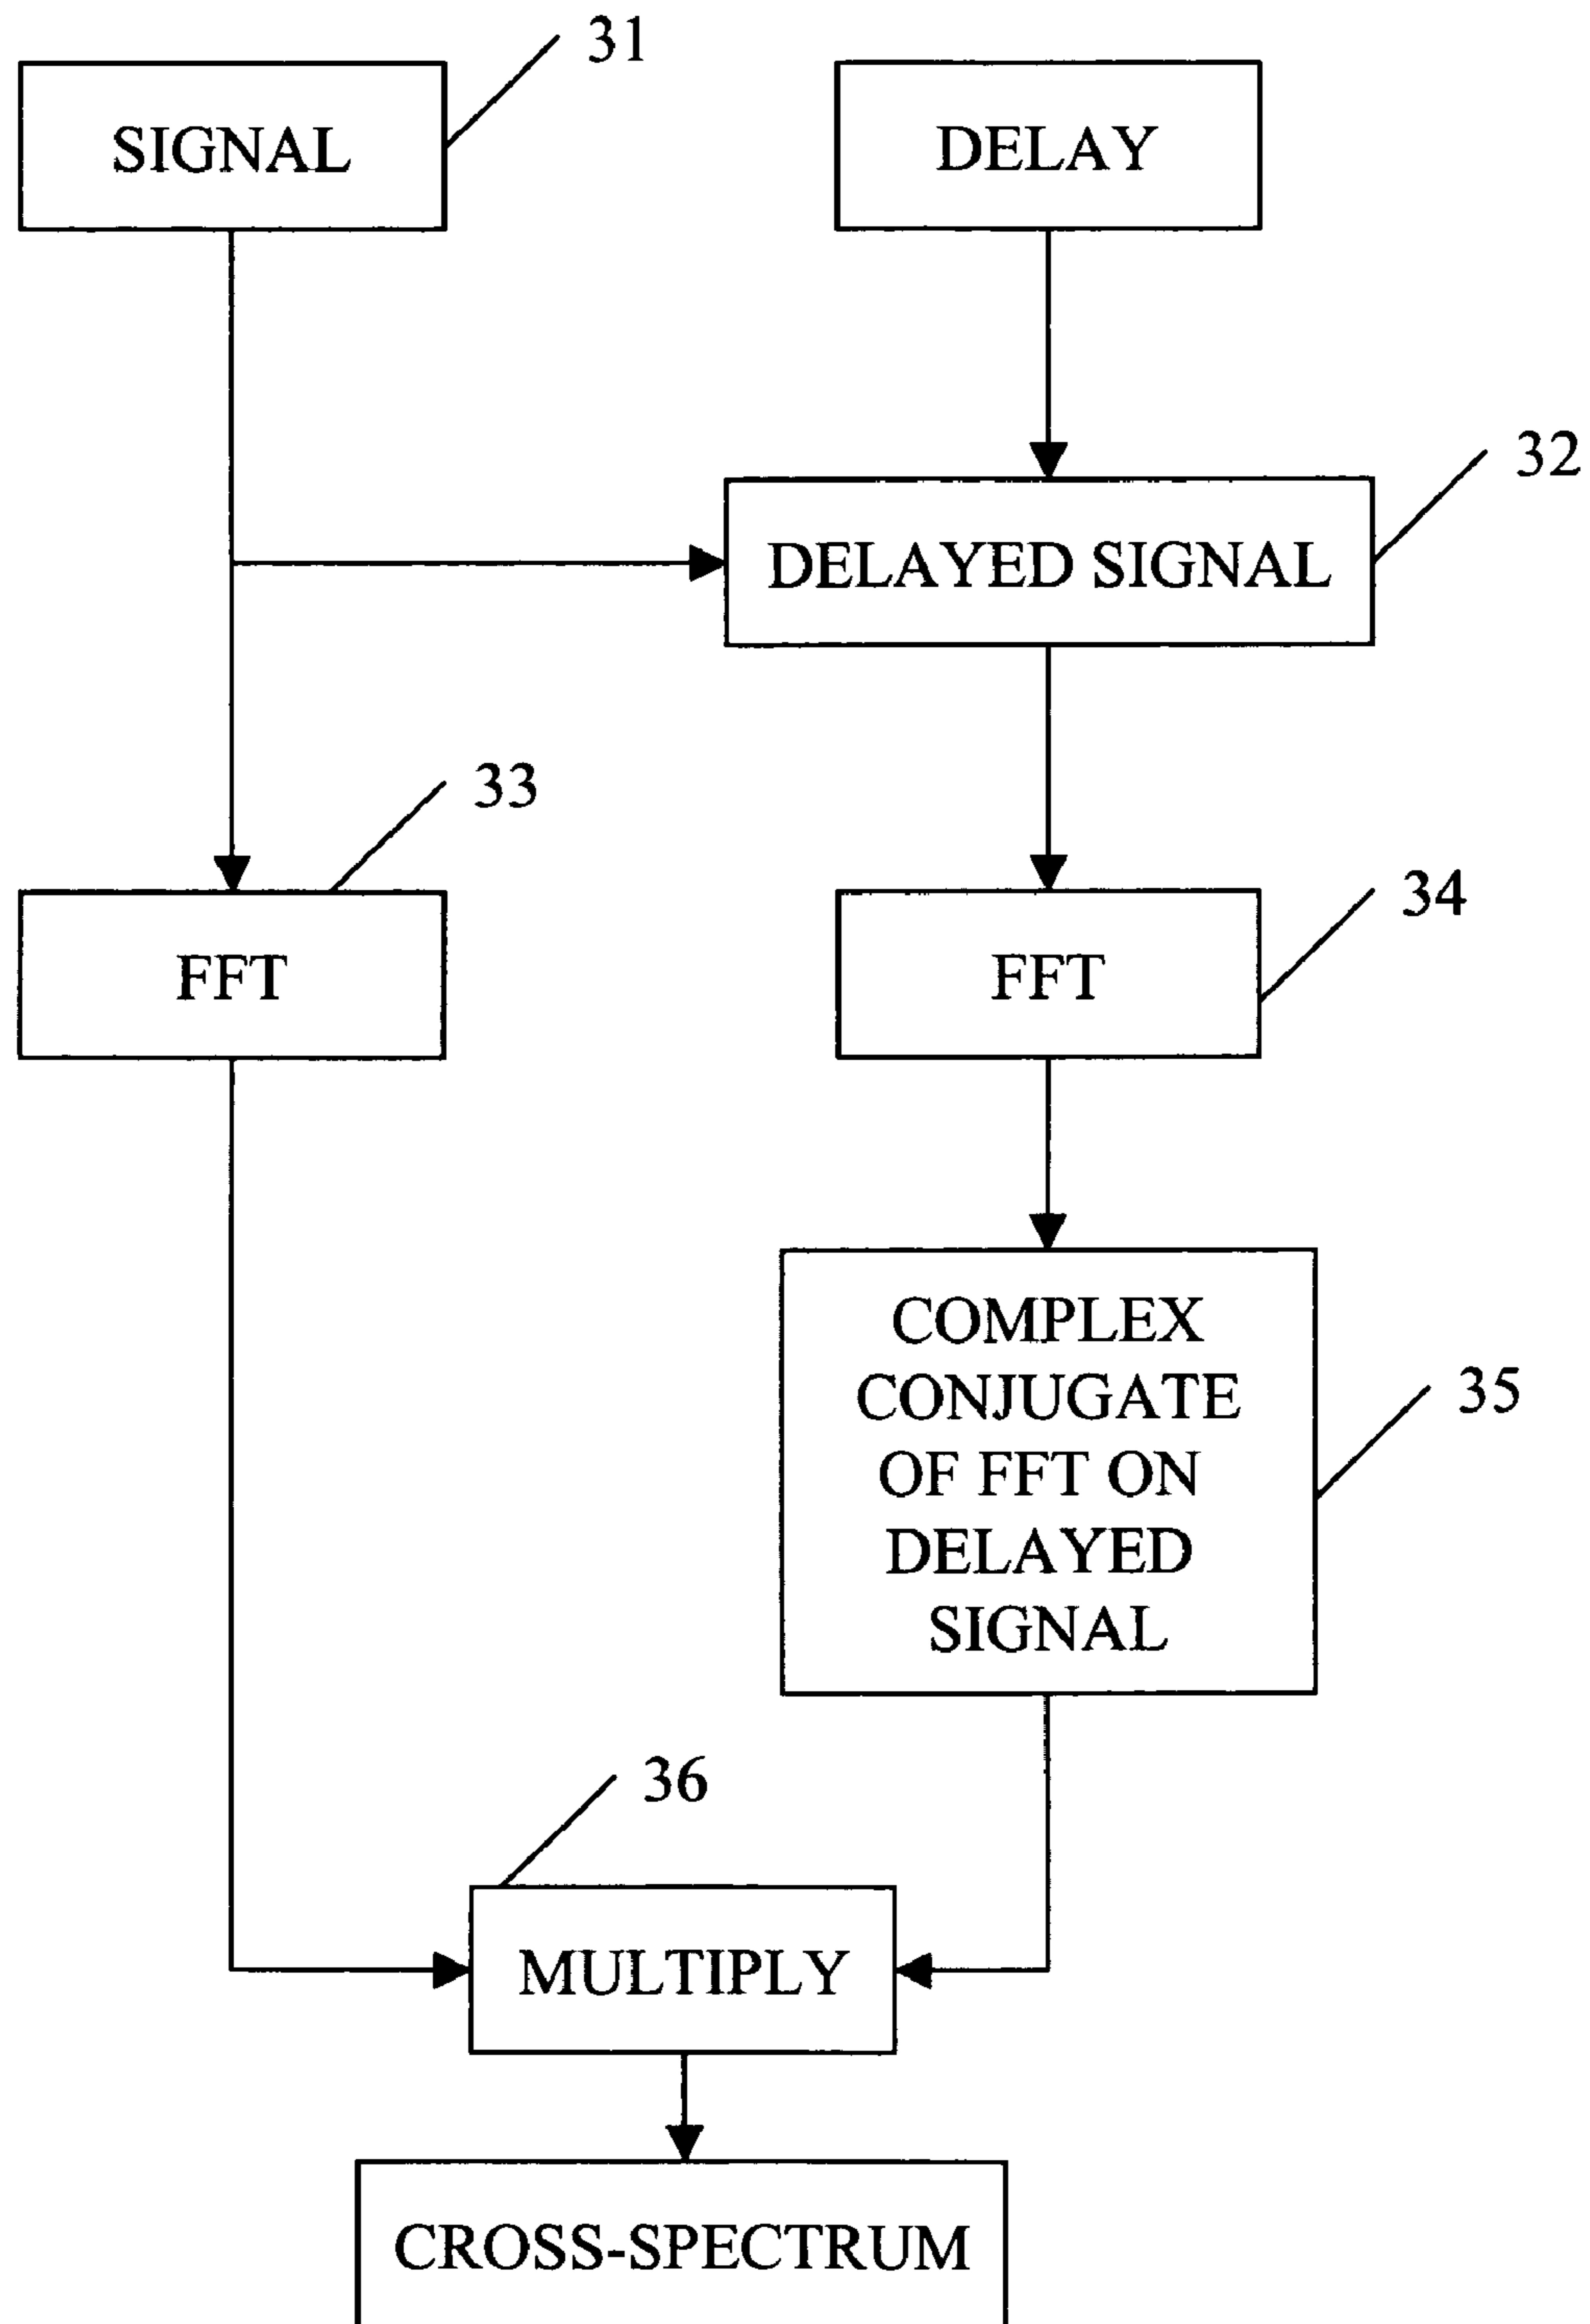 31
SIGNAL
DELAY
32
DELAYED SIGNAL
33
34
FFT
FFT
COMPLEX
CONJUGATE
OF FFT ON
DELAYED
SIGNAL
35
36
MULTIPLY
CROSS-SPECTRUM